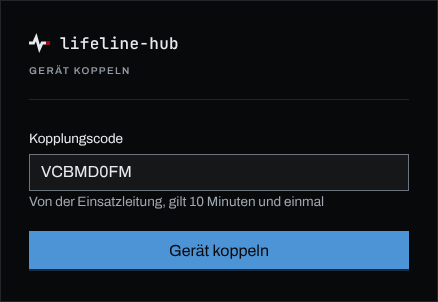 lifeline-hub
GERÄT KOPPELN
Kopplungscode
VCBMD0FM
Von der Einsatzleitung, gilt 10 Minuten und einmal
Gerät koppeln